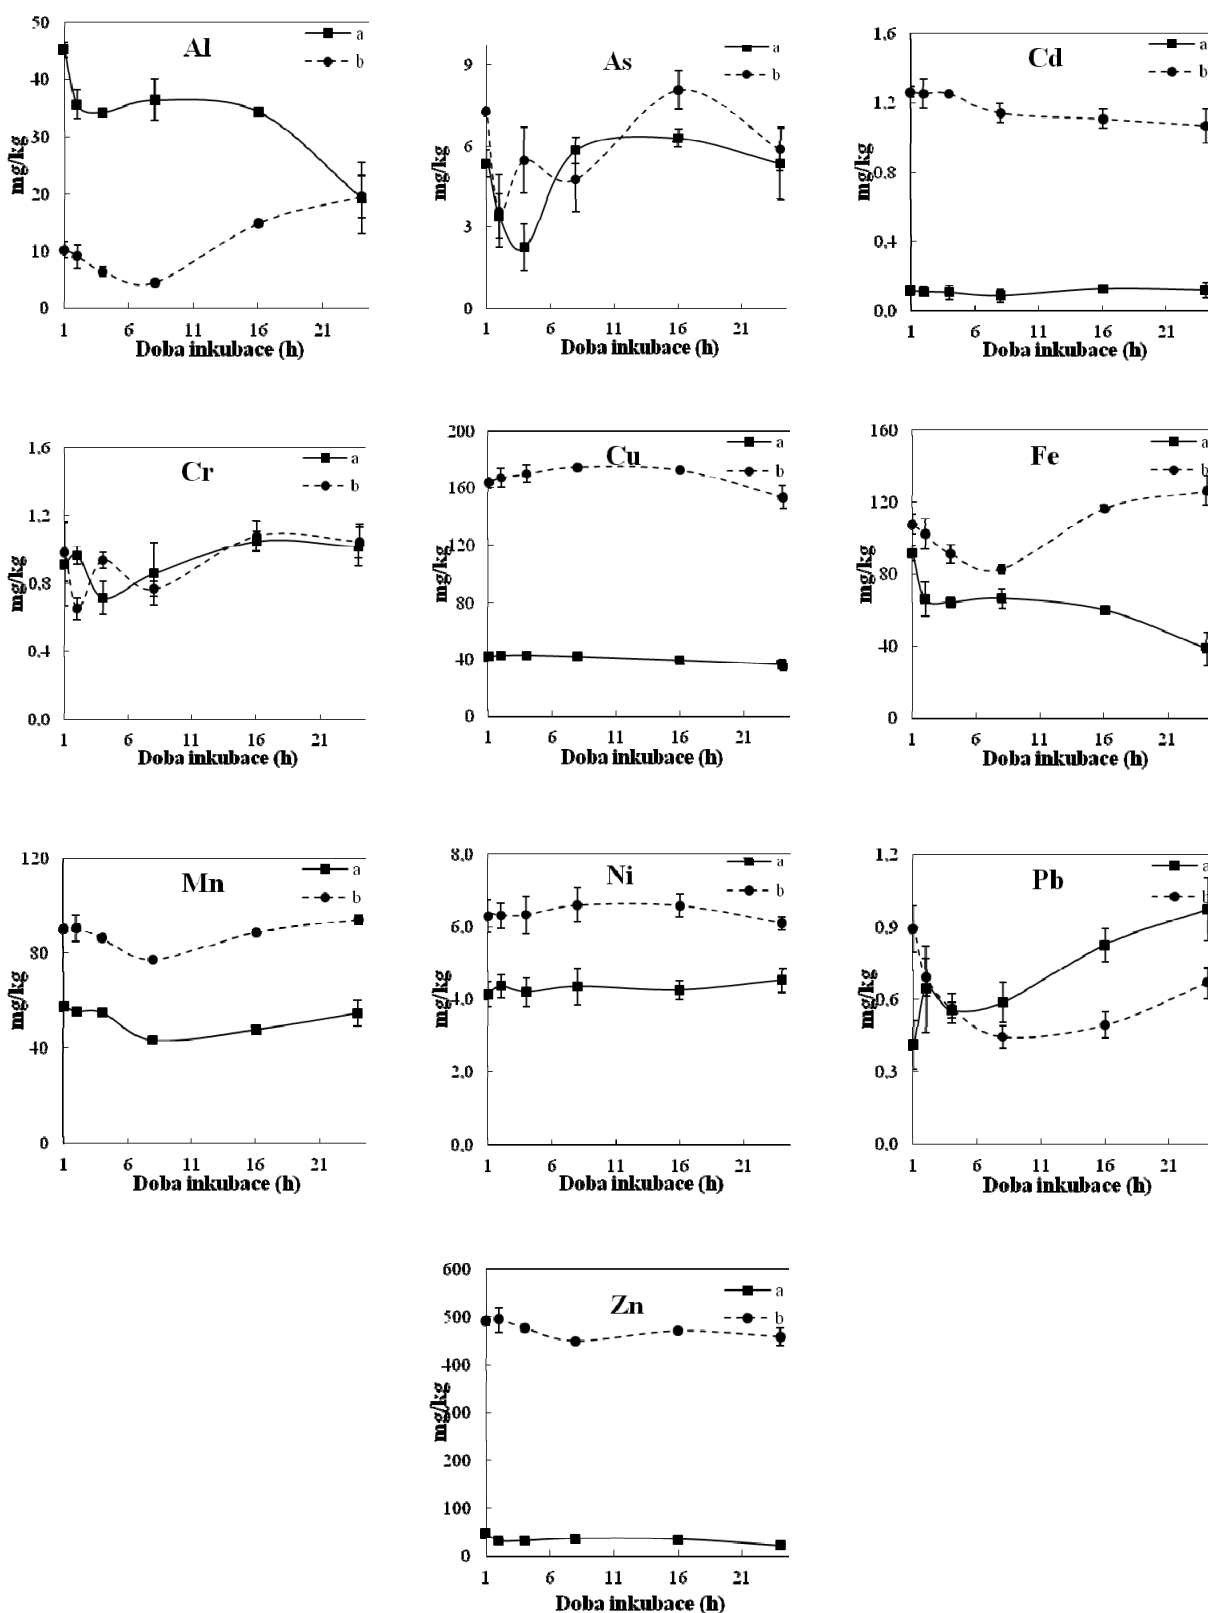 Al
a
b
mg/kg
50
40
30
20
10
0
1 6 11 16 21
Doba inkubace (h)
As
a
b
mg/kg
9
6
3
0
1 6 11 16 21
Doba inkubace (h)
Cd
a
b
mg/kg
1,6
1,2
0,8
0,4
0,0
1 6 11 16 21
Doba inkubace (h)
Cr
a
b
mg/kg
1,6
1,2
0,8
0,4
0,0
1 6 11 16 21
Doba inkubace (h)
Cu
a
b
mg/kg
200
160
120
80
40
0
1 6 11 16 21
Doba inkubace (h)
Fe
a
b
mg/kg
160
120
80
40
0
1 6 11 16 21
Doba inkubace (h)
Mn
a
b
mg/kg
120
80
40
0
1 6 11 16 21
Doba inkubace (h)
Ni
a
b
mg/kg
8,0
6,0
4,0
2,0
0,0
1 6 11 16 21
Doba inkubace (h)
Pb
a
b
mg/kg
1,2
0,9
0,6
0,3
0,0
1 6 11 16 21
Doba inkubace (h)
Zn
a
b
mg/kg
600
500
400
300
200
100
0
1 6 11 16 21
Doba inkubace (h)